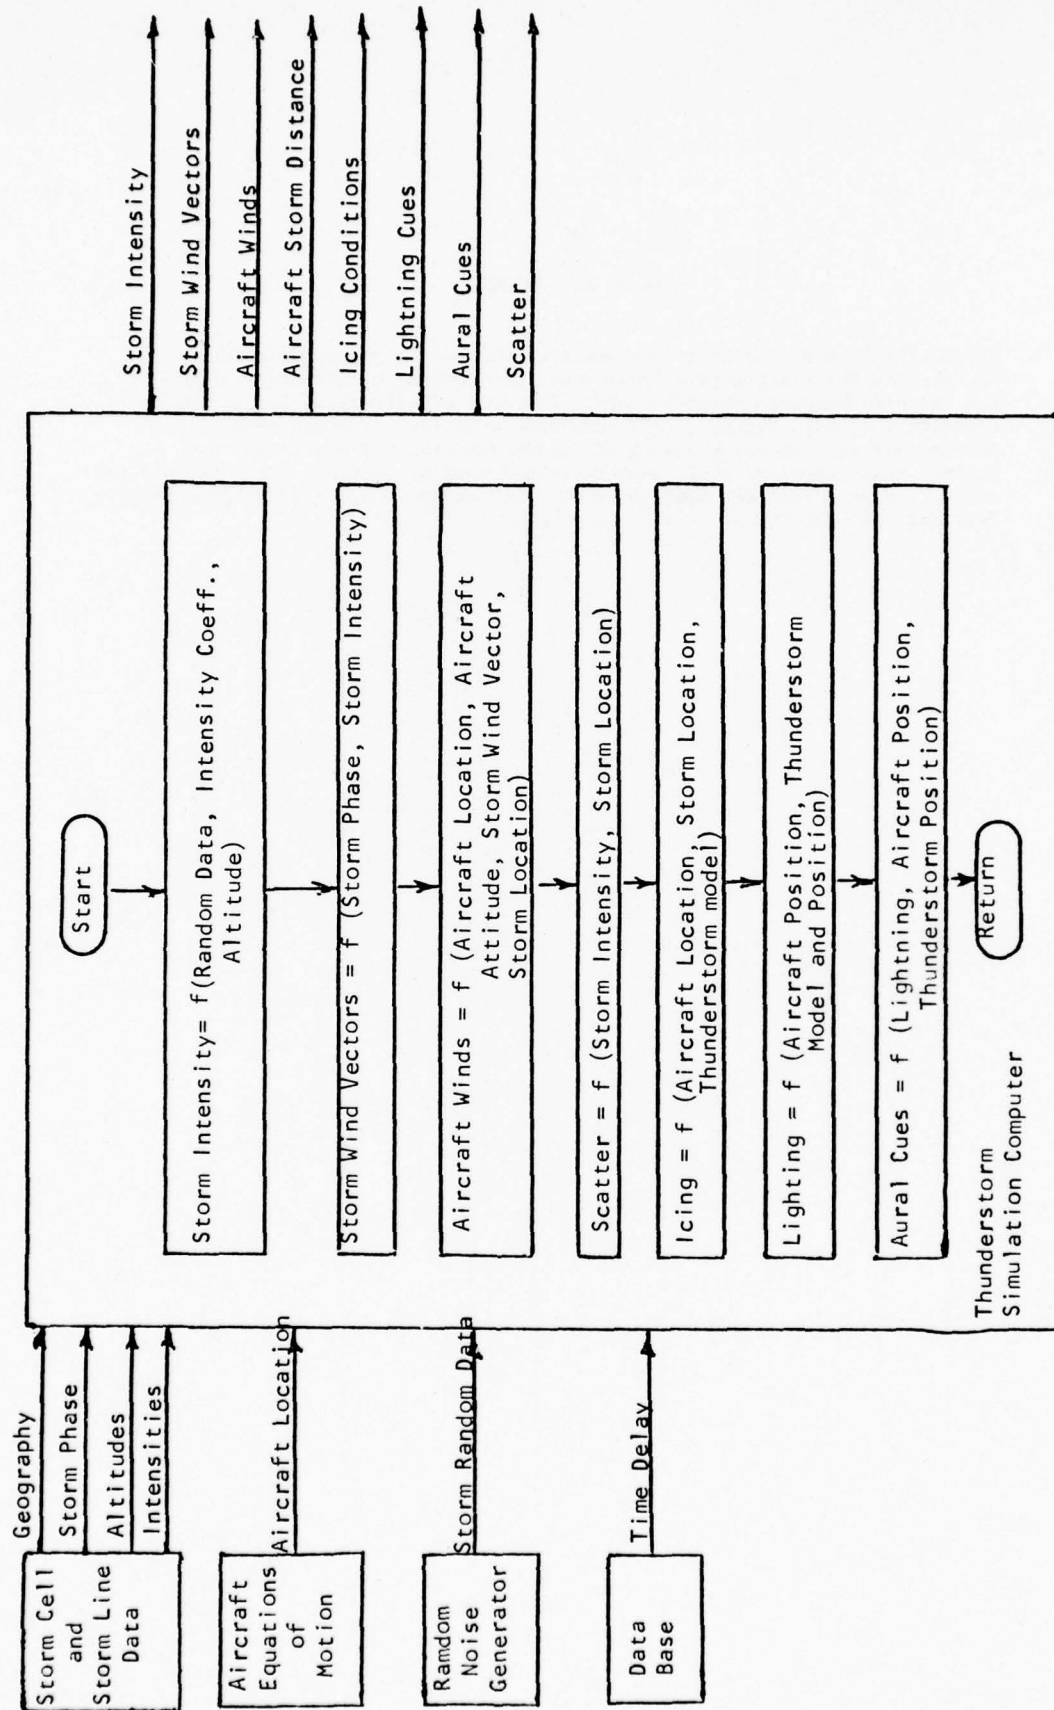 Storm Cell
and
Storm Line
Data
Geography
Storm Phase
Altitudes
Intensities
Aircraft
Equations
of
Motion
Aircraft Location
Ramdom
Noise
Generator
Storm Random Data
Data
Base
Time Delay
Start
Storm Intensity= f(Random Data, Intensity Coeff.,
Altitude)
Storm Wind Vectors = f (Storm Phase, Storm Intensity)
Aircraft Winds = f (Aircraft Location, Aircraft
Attitude, Storm Wind Vector,
Storm Location)
Scatter = f (Storm Intensity, Storm Location)
Icing = f (Aircraft Location, Storm Location,
Thunderstorm model)
Lighting = f (Aircraft Position, Thunderstorm
Model and Position)
Aural Cues = f (Lightning, Aircraft Position,
Thunderstorm Position)
Return
Thunderstorm
Simulation Computer
Storm Intensity
Storm Wind Vectors
Aircraft Winds
Aircraft Storm Distance
Icing Conditions
Lightning Cues
Aural Cues
Scatter